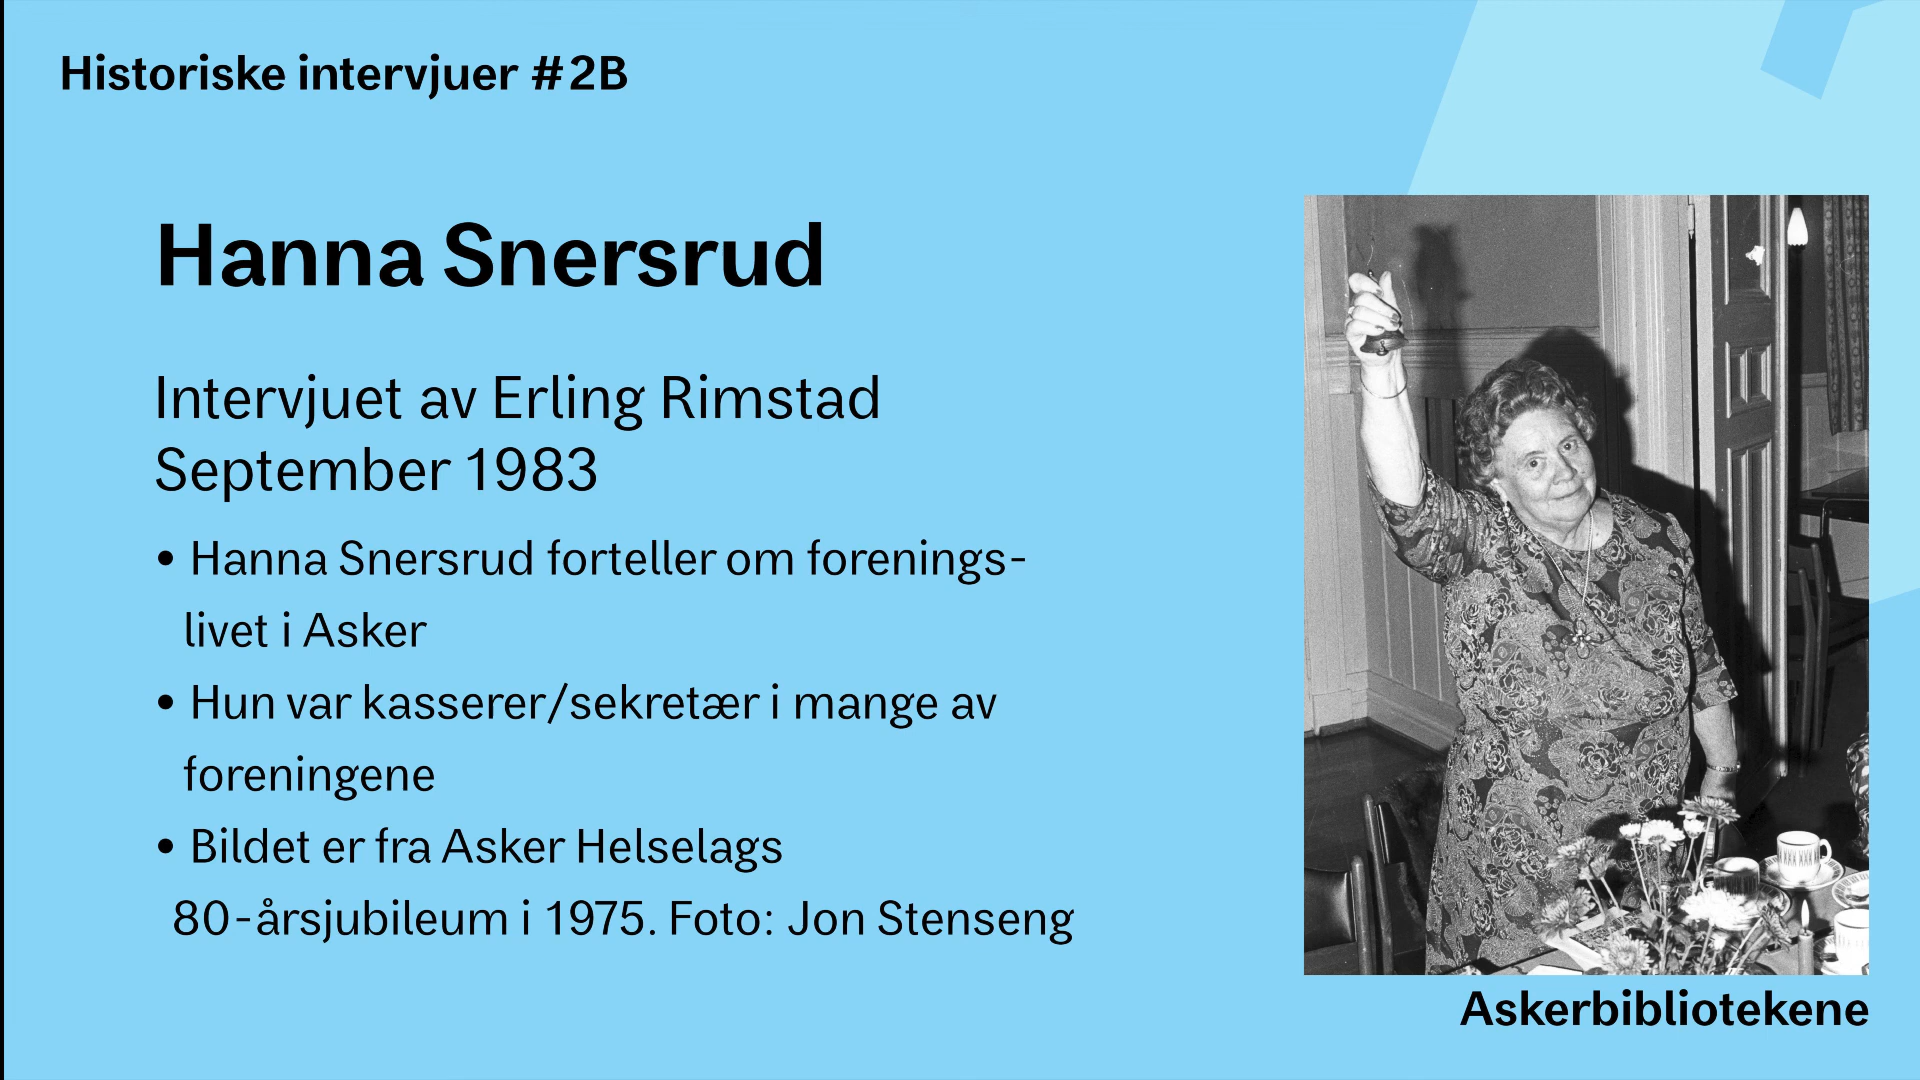 Historiske intervjuer #2B
Hanna Snersrud
Intervjuet av Erling Rimstad
September 1983
• Hanna Snersrud forteller om forenings-
livet i Asker
• Hun var kasserer/sekretær i mange av
foreningene
• Bildet er fra Asker Helselags
80-årsjubileum i 1975. Foto: Jon Stenseng
Askerbibliotekene